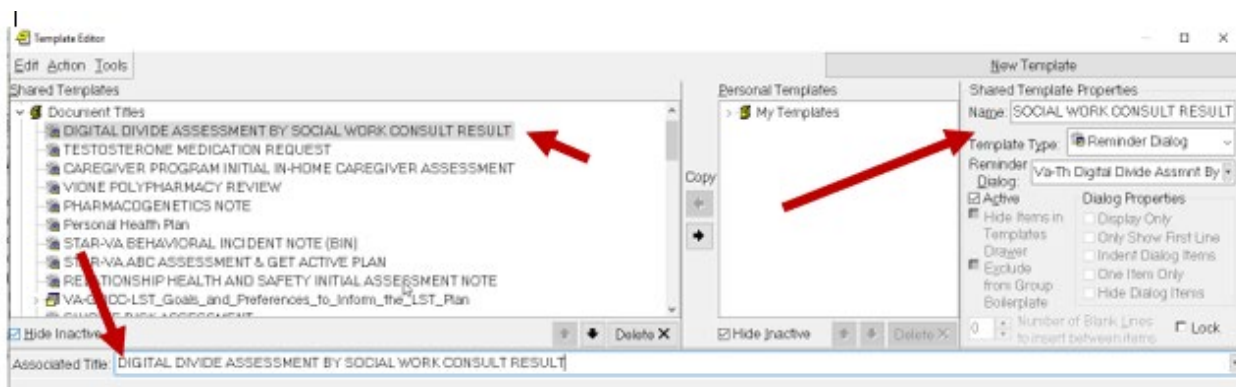 Template Editor
Edit Action Tools
New Template
Shared Templates
Document Titles
DIGITAL DIVIDE ASSESSMENT BY SOCIAL WORK CONSULT RESULT
TESTOSTERONE MEDICATION REQUEST
CAREGIVER PROGRAM INITIAL IN-HOME CAREGIVER ASSESSMENT
VIONE POLYPHARMACY REVIEW
PHARMACOGENETICS NOTE
Personal Health Plan
STAR-VA BEHAVIORAL INCIDENT NOTE (BIN)
STAR-VA ABC ASSESSMENT & GET ACTIVE PLAN
RELATIONSHIP HEALTH AND SAFETY INITIAL ASSESSMENT NOTE
LST_Goals_and_Preferences_to_Inform_the_LST_Plan
Hide Inactive
Delete X
Copy
Personal Templates
My Templates
Hide Inactive
Delete X
Shared Template Properties
Name: SOCIAL WORK CONSULT RESULT
Template Type: Reminder Dialog
Reminder Dialog: Va-Th Digital Divide Assmnt By
Active
Hide Items in Templates Drawer
Exclude from Group Boilerplate
Dialog Properties
Display Only
Only Show First Line
Indent Dialog Items
One Item Only
Hide Dialog Items
0 Number of Blank Lines to insert between items
Lock
Associated Title: DIGITAL DIVIDE ASSESSMENT BY SOCIAL WORK CONSULT RESULT